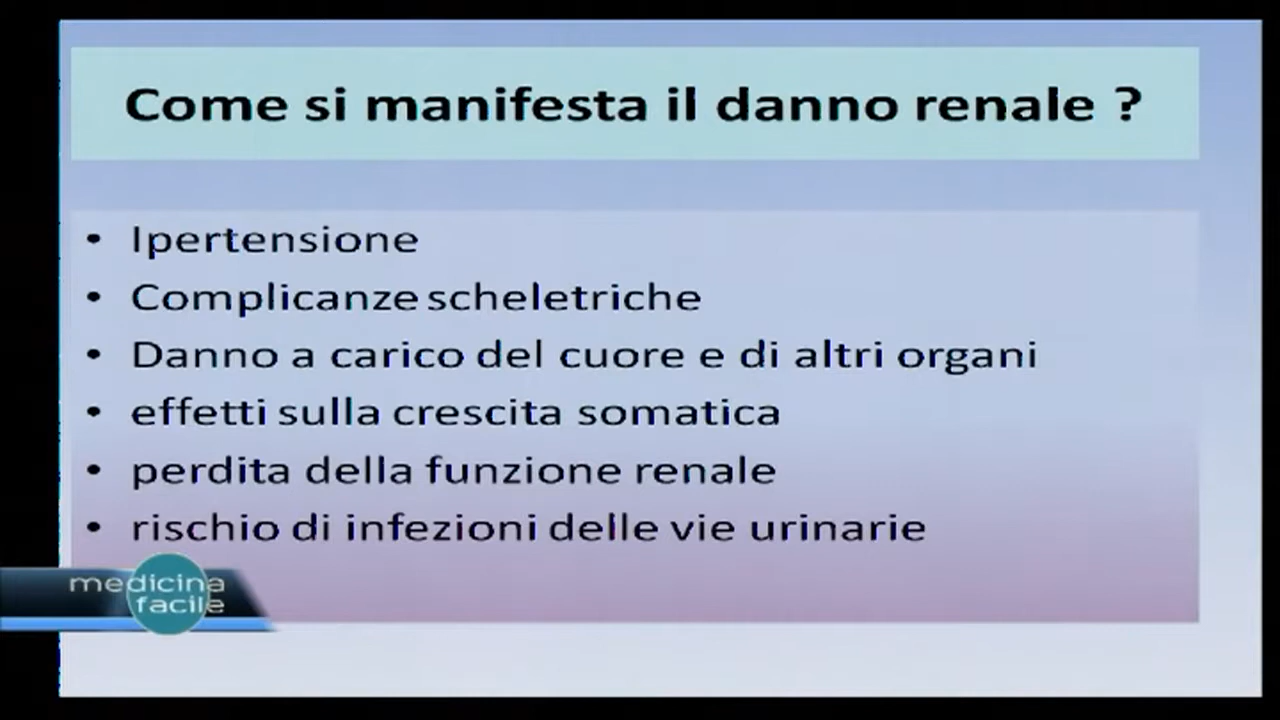 Come si manifesta il danno renale ?
• Ipertensione
• Complicanze scheletriche
• Danno a carico del cuore e di altri organi
• effetti sulla crescita somatica
• perdita della funzione renale
• rischio di infezioni delle vie urinarie
medicina
facile